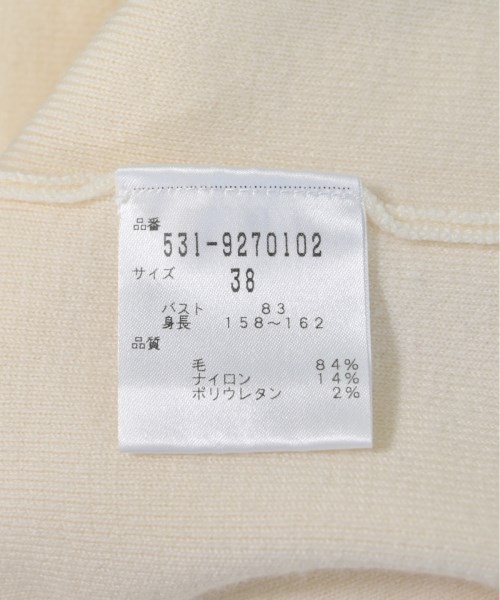 品番
531-9270102
サイズ
38
バスト 83
身長 158～162
品質
毛 84%
ナイロン 14%
ポリウレタン 2%